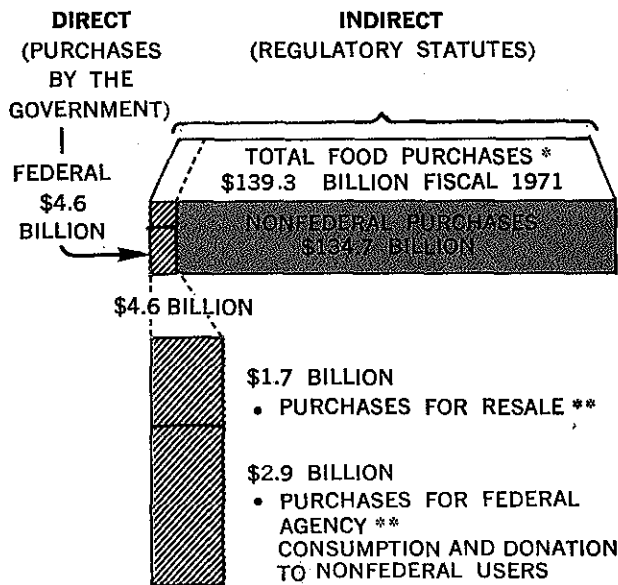 DIRECT
(PURCHASES
BY THE
GOVERNMENT)
INDIRECT
(REGULATORY STATUTES)
FEDERAL
$4.6
BILLION
TOTAL FOOD PURCHASES *
$139.3 BILLION FISCAL 1971
NONFEDERAL PURCHASES
$134.7 BILLION
$4.6 BILLION
$1.7 BILLION
• PURCHASES FOR RESALE **
$2.9 BILLION
• PURCHASES FOR FEDERAL
AGENCY **
CONSUMPTION AND DONATION
TO NONFEDERAL USERS